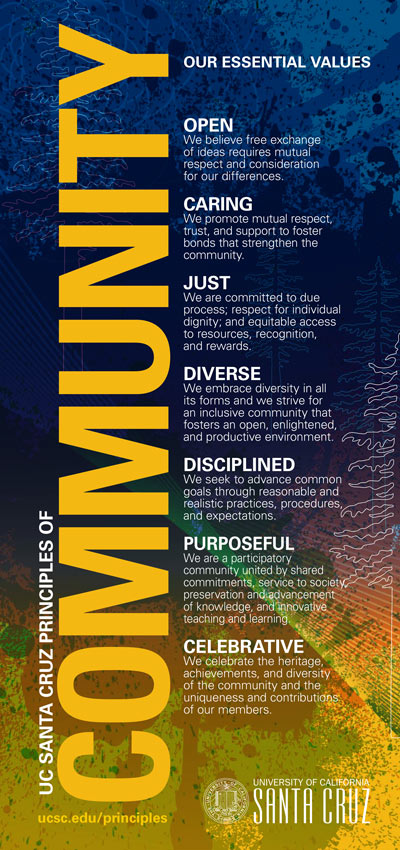 UC SANTA CRUZ PRINCIPLES OF
COMMUNITY
OUR ESSENTIAL VALUES
OPEN
We believe free exchange
of ideas requires mutual
respect and consideration
for our differences.
CARING
We promote mutual respect,
trust, and support to foster
bonds that strengthen the
community.
JUST
We are committed to due
process; respect for individual
dignity; and equitable access
to resources, recognition,
and rewards.
DIVERSE
We embrace diversity in all
its forms and we strive for
an inclusive community that
fosters an open, enlightened,
and productive environment.
DISCIPLINED
We seek to advance common
goals through reasonable and
realistic practices, procedures,
and expectations.
PURPOSEFUL
We are a participatory
community united by shared
commitments, service to society,
preservation and advancement
of knowledge, and innovative
teaching and learning.
CELEBRATIVE
We celebrate the heritage,
achievements, and diversity
of the community and the
uniqueness and contributions
of our members.
ucsc.edu/principles
UNIVERSITY OF CALIFORNIA
SANTA CRUZ